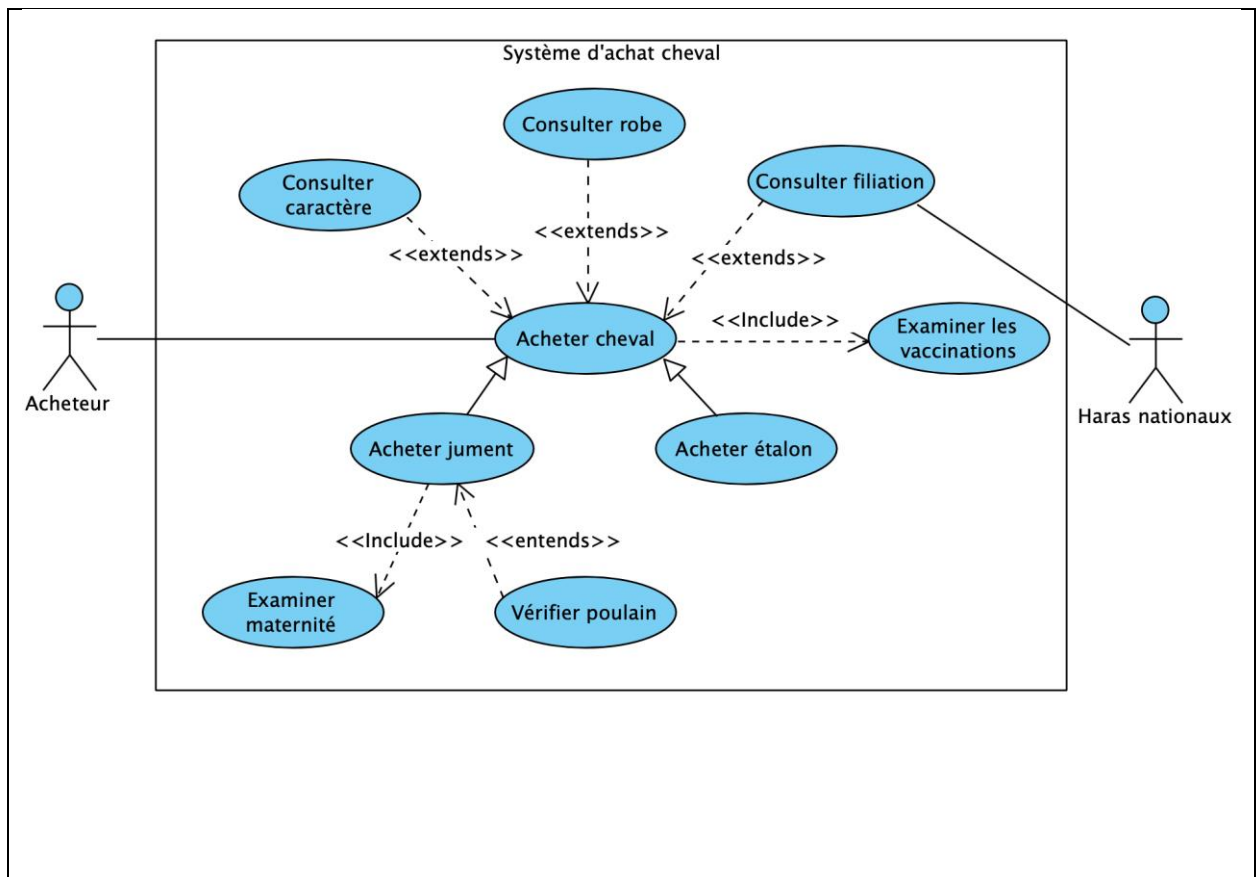 Système d'achat cheval
Consulter robe
Consulter
caractère
Consulter filiation
<<extends>>
<<extends>>
<<extends>>
Acheter cheval
<<Include>>
Examiner les
vaccinations
Acheteur
Haras nationaux
Acheter jument
Acheter étalon
<<Include>>
<<entends>>
Examiner
maternité
Vérifier poulain